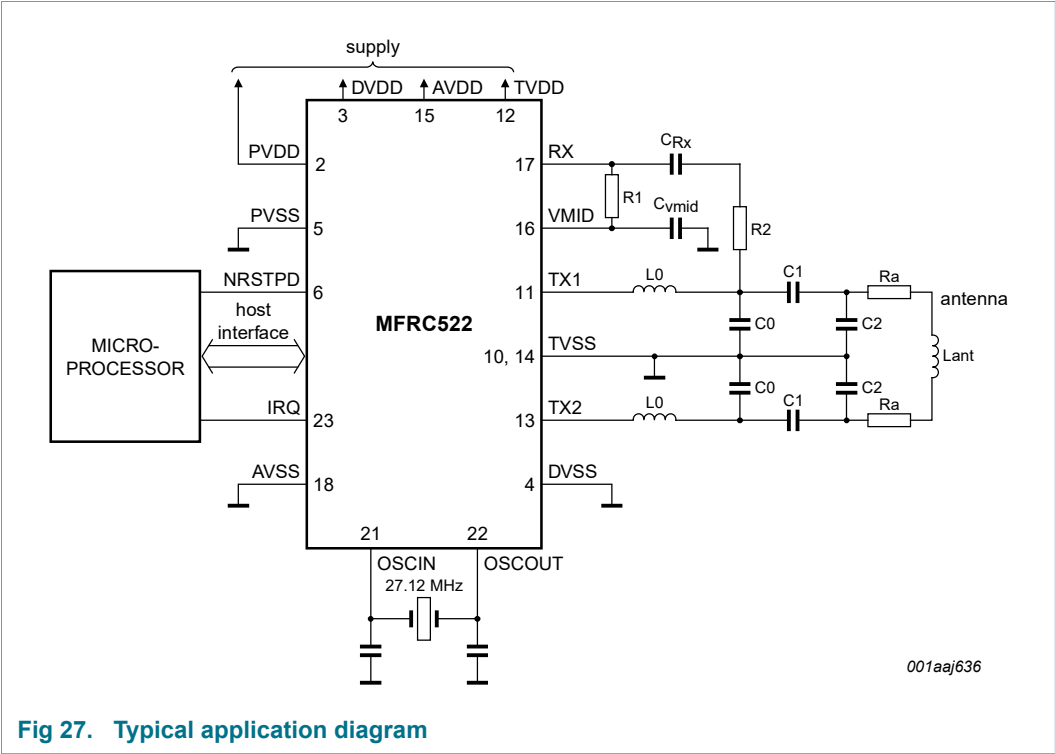 supply
DVDD
AVDD
TVDD
3
15
12
PVDD
2
17
RX
CRx
R1
PVSS
5
16
VMID
Cvmid
R2
NRSTPD
6
11
TX1
L0
C1
Ra
antenna
host
interface
MFRC522
C0
C2
MICRO-
PROCESSOR
10, 14
TVSS
Lant
C0
C2
IRQ
23
13
TX2
L0
C1
Ra
AVSS
18
4
DVSS
21
22
OSCIN
OSCOUT
27.12 MHz
001aaj636
Fig 27. Typical application diagram